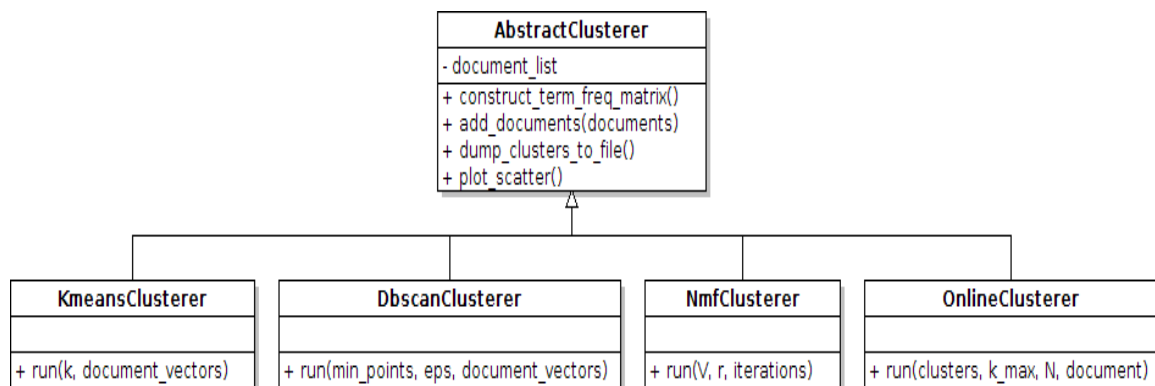 AbstractClusterer
- document_list
+ construct_term_freq_matrix()
+ add_documents(documents)
+ dump_clusters_to_file()
+ plot_scatter()
KmeansClusterer
+ run(k, document_vectors)
DbscanClusterer
+ run(min_points, eps, document_vectors)
NmfClusterer
+ run(V, r, iterations)
OnlineClusterer
+ run(clusters, k_max, N, document)